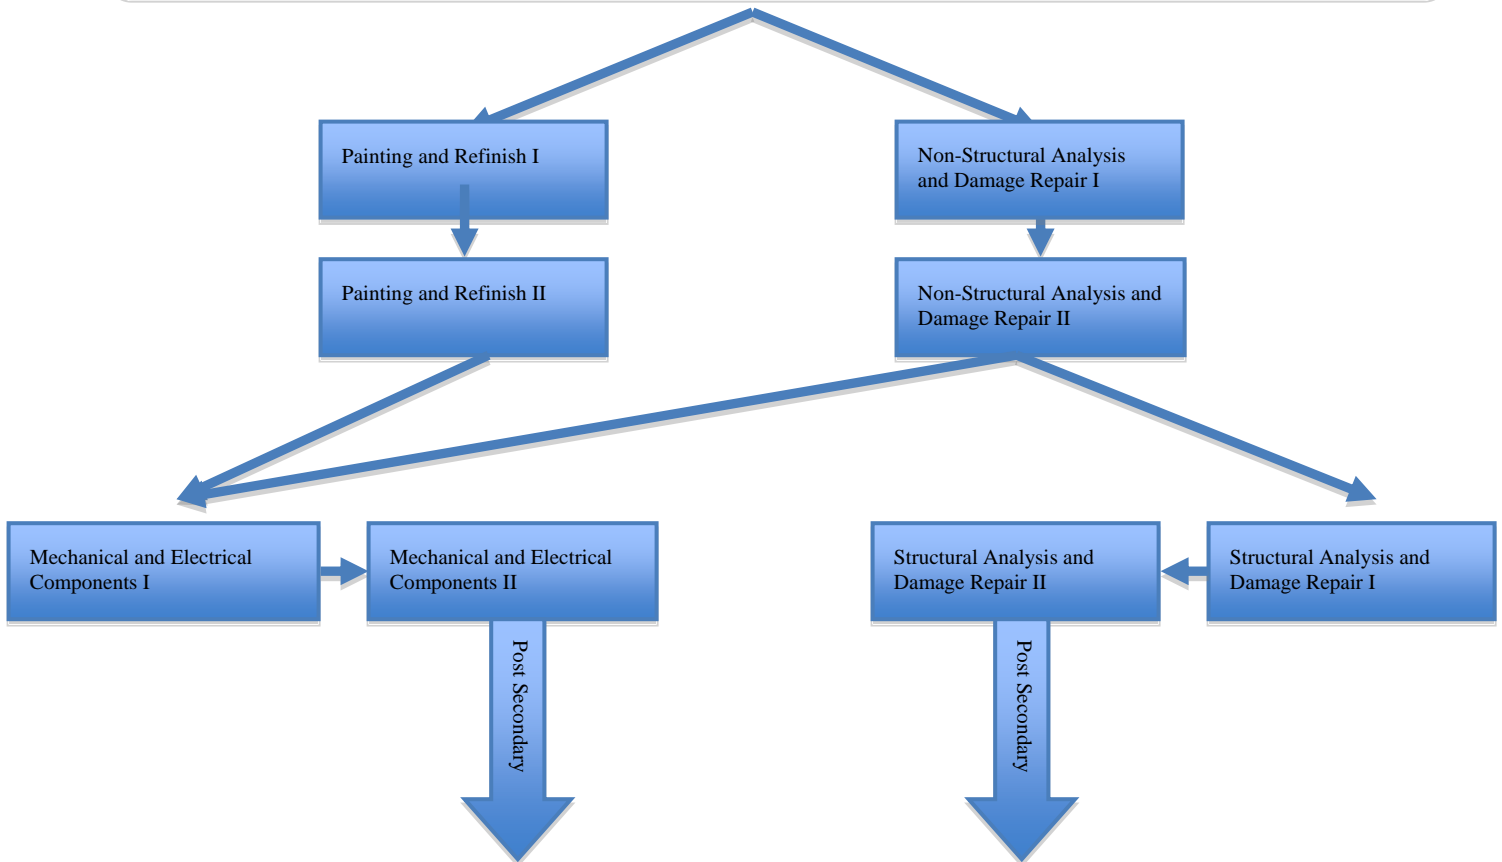 Painting and Refinish I
Non-Structural Analysis
and Damage Repair I
Painting and Refinish II
Non-Structural Analysis and
Damage Repair II
Mechanical and Electrical
Components I
Mechanical and Electrical
Components II
Structural Analysis and
Damage Repair II
Structural Analysis and
Damage Repair I
Post Secondary
Post Secondary